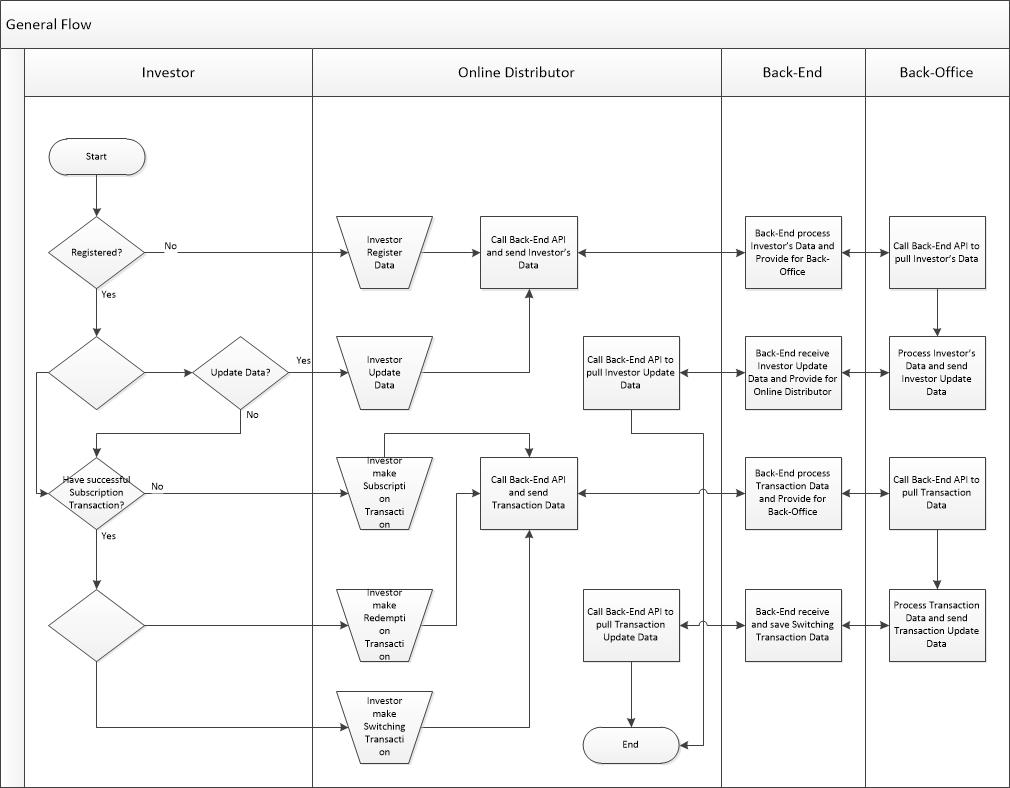 General Flow
Investor
Online Distributor
Back-End
Back-Office
Start
Registered?
No
Investor
Register
Data
Call Back-End API
and send Investor's
Data
Back-End process
Investor's Data and
Provide for Back-
Office
Call Back-End API to
pull Investor's Data
Yes
Update Data?
Yes
Investor
Update
Data
Call Back-End API to
pull Investor Update
Data
Back-End receive
Investor Update
Data and Provide for
Online Distributor
Process Investor's
Data and send
Investor Update
Data
No
Have successful
Subscription
Transaction?
No
Investor
make
Subscripti
on
Transacti
on
Call Back-End API
and send
Transaction Data
Back-End process
Transaction Data
and Provide for
Back-Office
Call Back-End API to
pull Transaction
Data
Yes
Investor
make
Redempti
on
Transacti
on
Call Back-End API to
pull Transaction
Update Data
Back-End receive
and save Switching
Transaction Data
Process Transaction
Data and send
Transaction Update
Data
Investor
make
Switching
Transacti
on
End